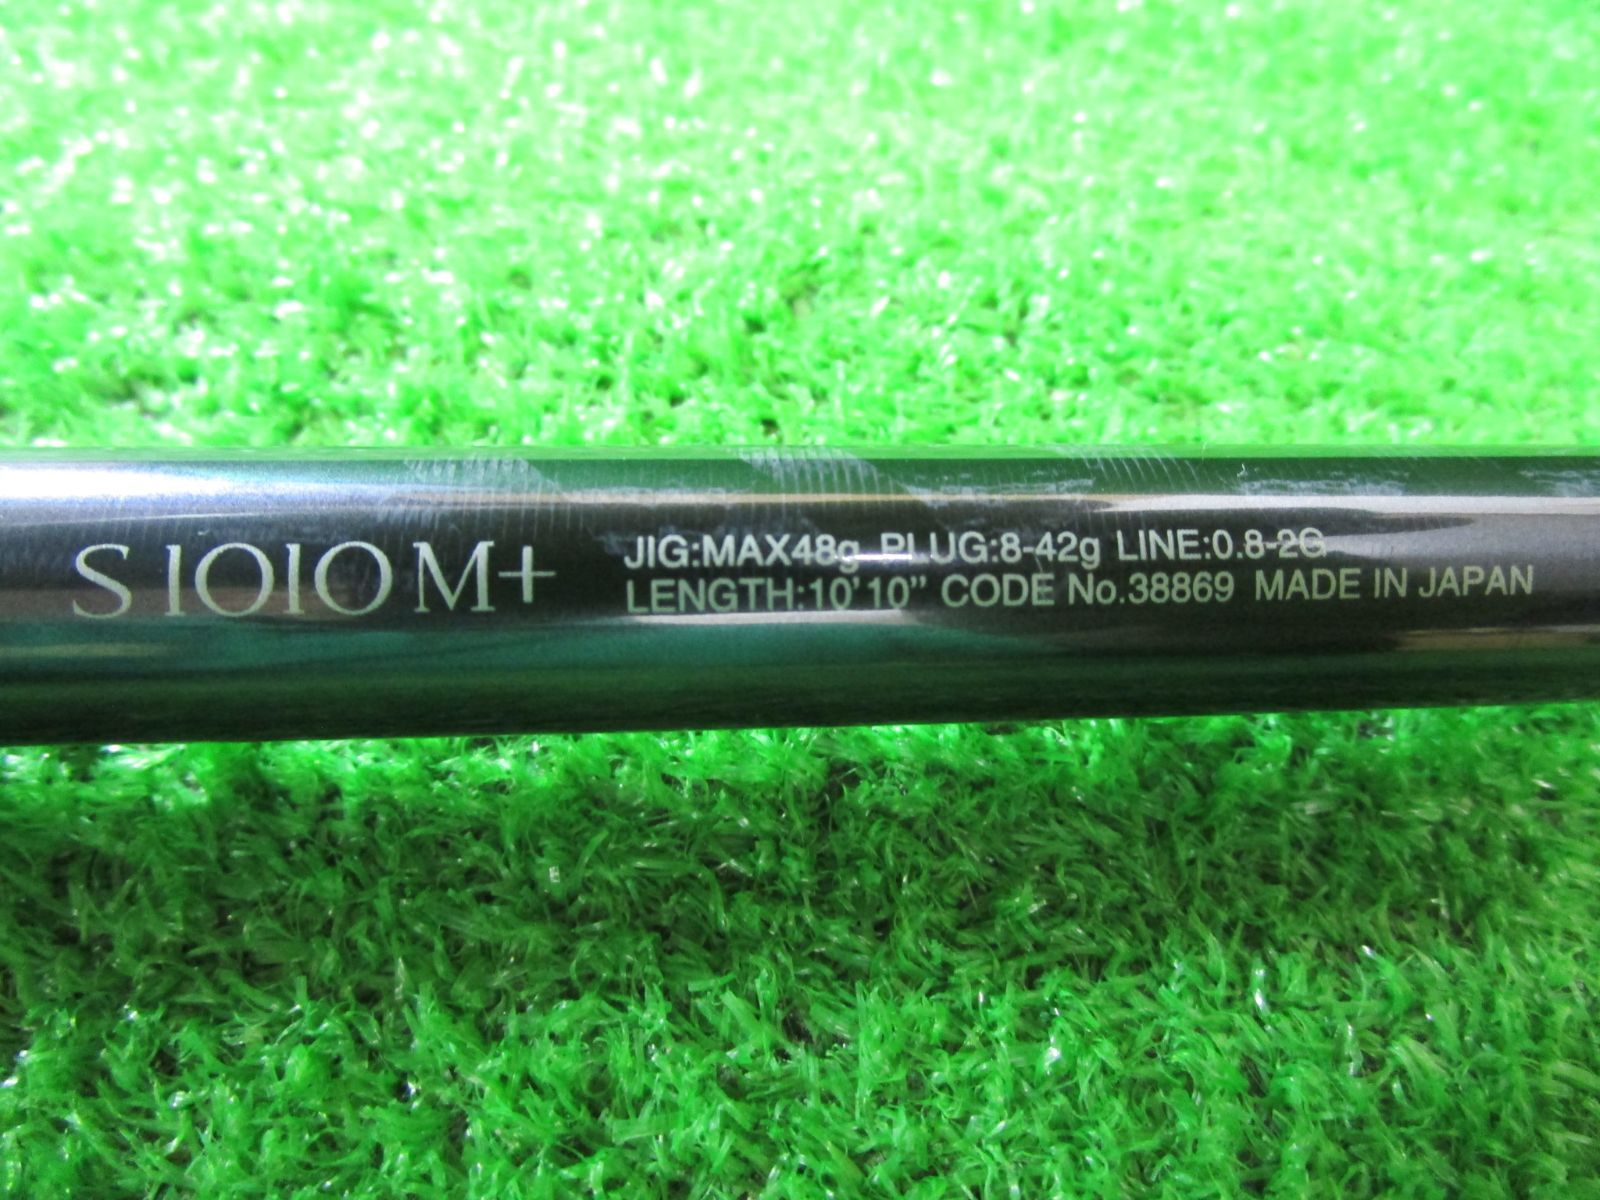 S1010M+
JIG:MAX48g PLUG:8-42g LINE:0.8-2G
LENGTH:10'10" CODE No.38869 MADE IN JAPAN